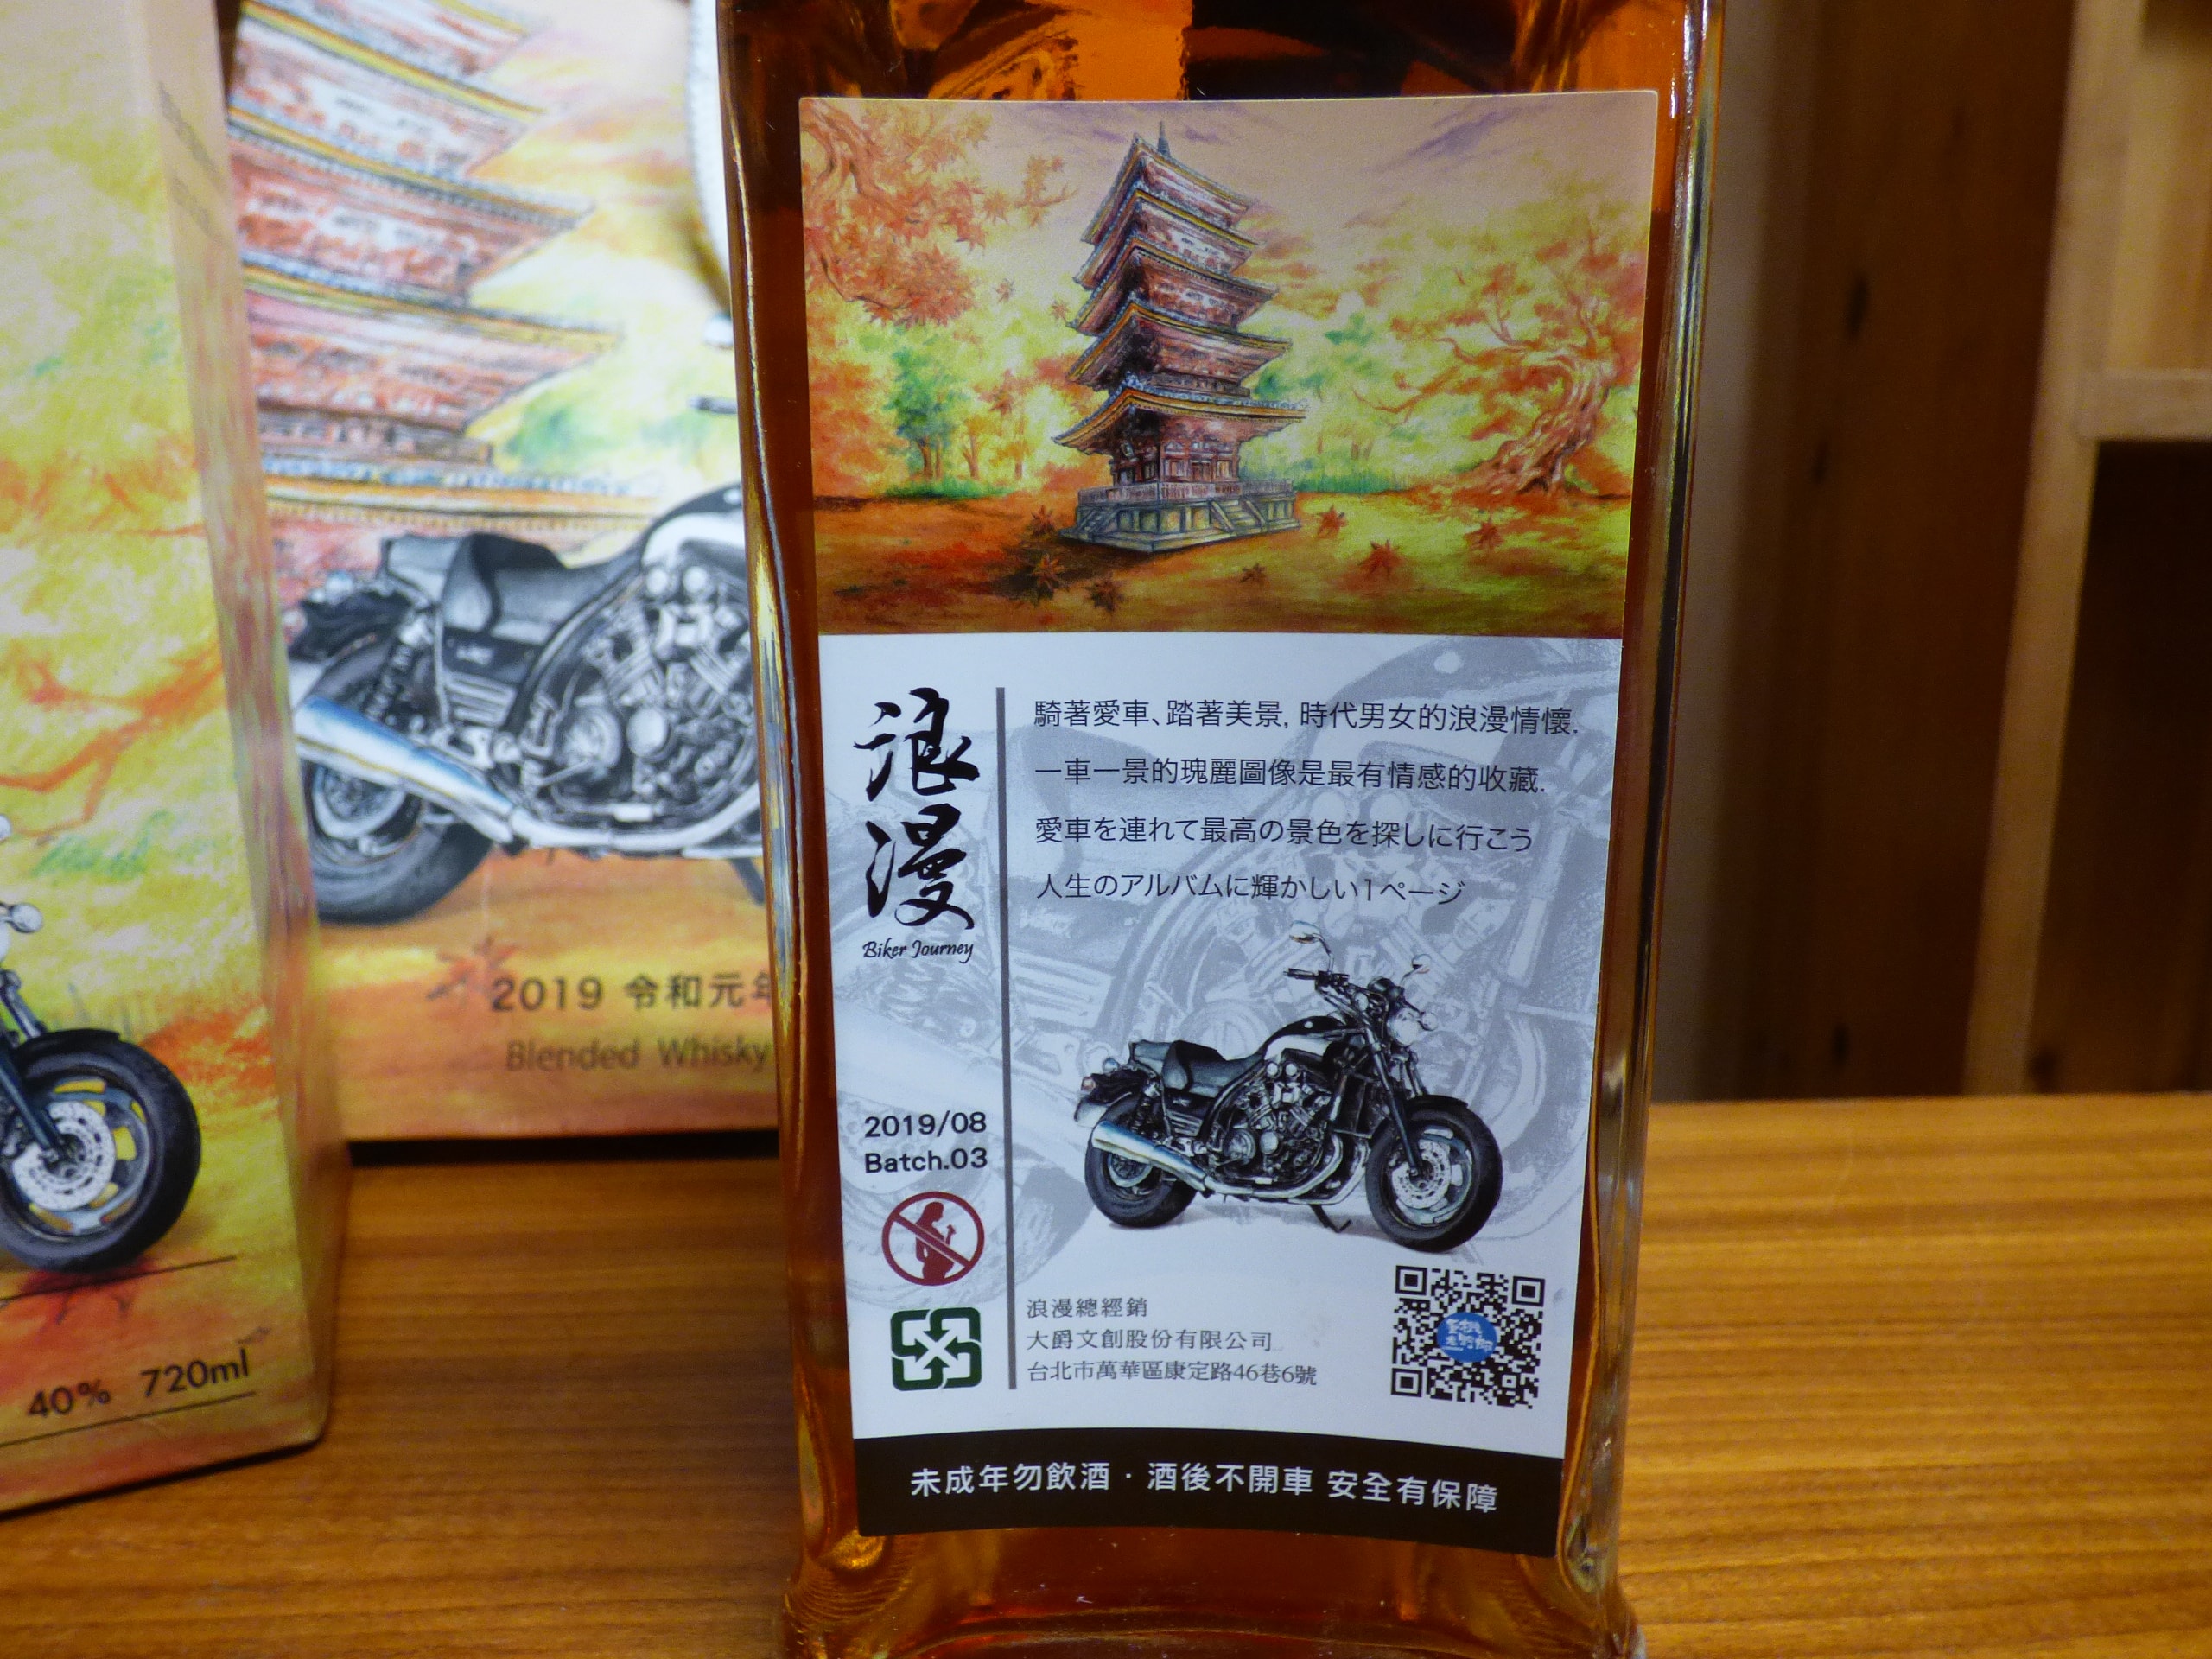 浪漫
Biker Journey
騎著愛車、踏著美景, 時代男女的浪漫情懷.
一車一景的瑰麗圖像是最有情感的收藏.
愛車を連れて最高の景色を探しに行こう
人生のアルバムに輝かしい1ページ
2019/08
Batch.03
浪漫總經銷
大爵文創股份有限公司
台北市萬華區康定路46巷6號
未成年勿飲酒・酒後不開車 安全有保障
2019 令和元年
Blended Whisky
40% 720ml